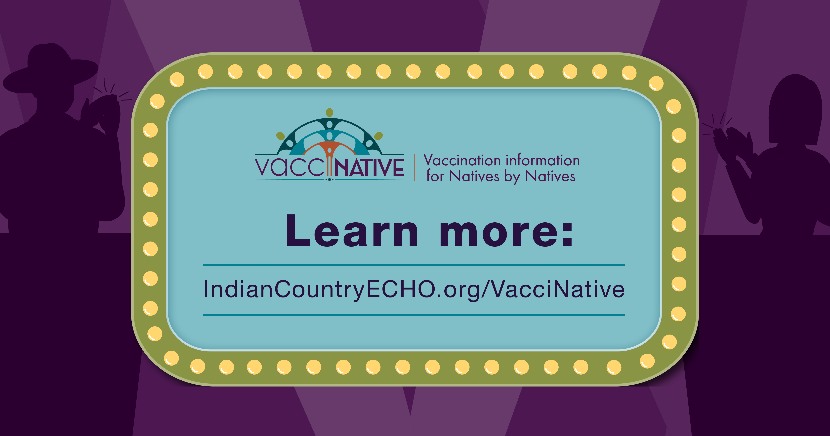 vacciNATIVE
Vaccination information
for Natives by Natives
Learn more:
IndianCountryECHO.org/VacciNative